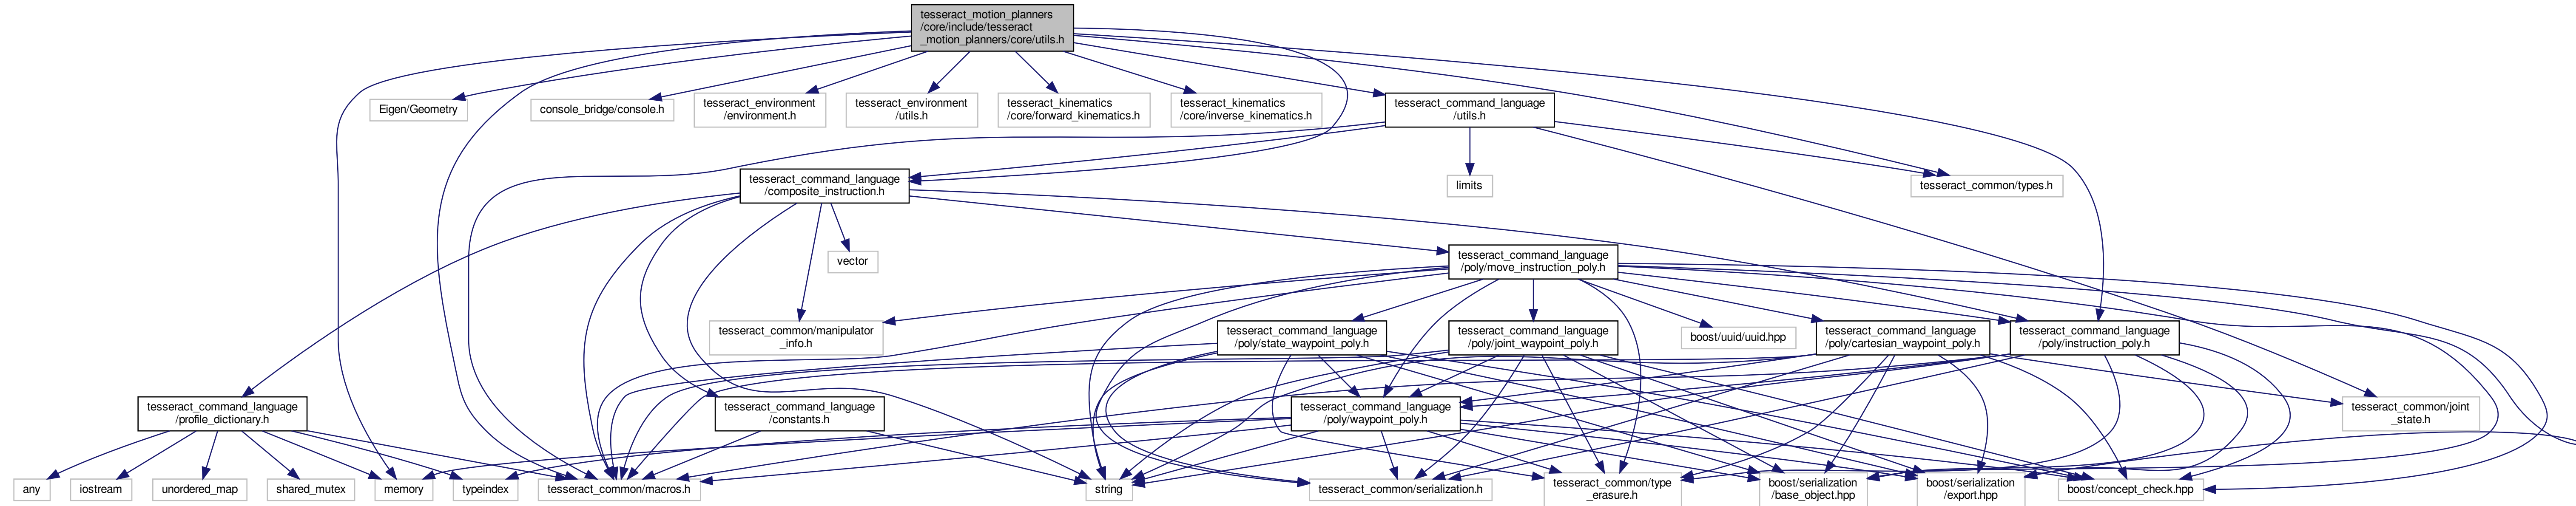 tesseract_motion_planners
/core/include/tesseract
_motion_planners/core/utils.h
Eigen/Geometry
console_bridge/console.h
tesseract_environment
/environment.h
tesseract_environment
/utils.h
tesseract_kinematics
/core/forward_kinematics.h
tesseract_kinematics
/core/inverse_kinematics.h
tesseract_command_language
/utils.h
tesseract_command_language
/composite_instruction.h
limits
tesseract_common/types.h
vector
tesseract_command_language
/poly/move_instruction_poly.h
tesseract_common/manipulator
_info.h
tesseract_command_language
/poly/state_waypoint_poly.h
tesseract_command_language
/poly/joint_waypoint_poly.h
boost/uuid/uuid.hpp
tesseract_command_language
/poly/cartesian_waypoint_poly.h
tesseract_command_language
/poly/instruction_poly.h
tesseract_command_language
/profile_dictionary.h
tesseract_command_language
/constants.h
tesseract_command_language
/poly/waypoint_poly.h
tesseract_common/joint
_state.h
any
iostream
unordered_map
shared_mutex
memory
typeindex
tesseract_common/macros.h
string
tesseract_common/serialization.h
tesseract_common/type
_erasure.h
boost/serialization
/base_object.hpp
boost/serialization
/export.hpp
boost/concept_check.hpp